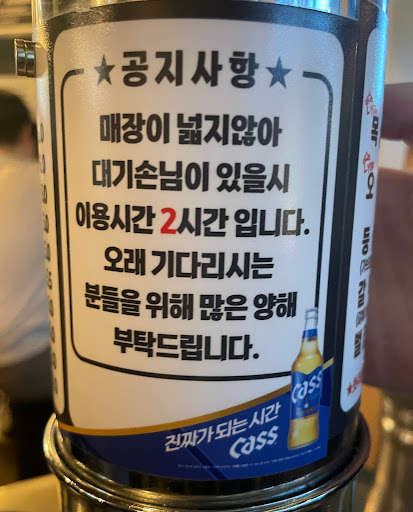 ★공지사항★
매장이 넓지않아
대기손님이 있을시
이용시간 2시간 입니다.
오래 기다리시는
분들을 위해 많은 양해
부탁드립니다.
진짜가 되는 시간
Cass
Cass